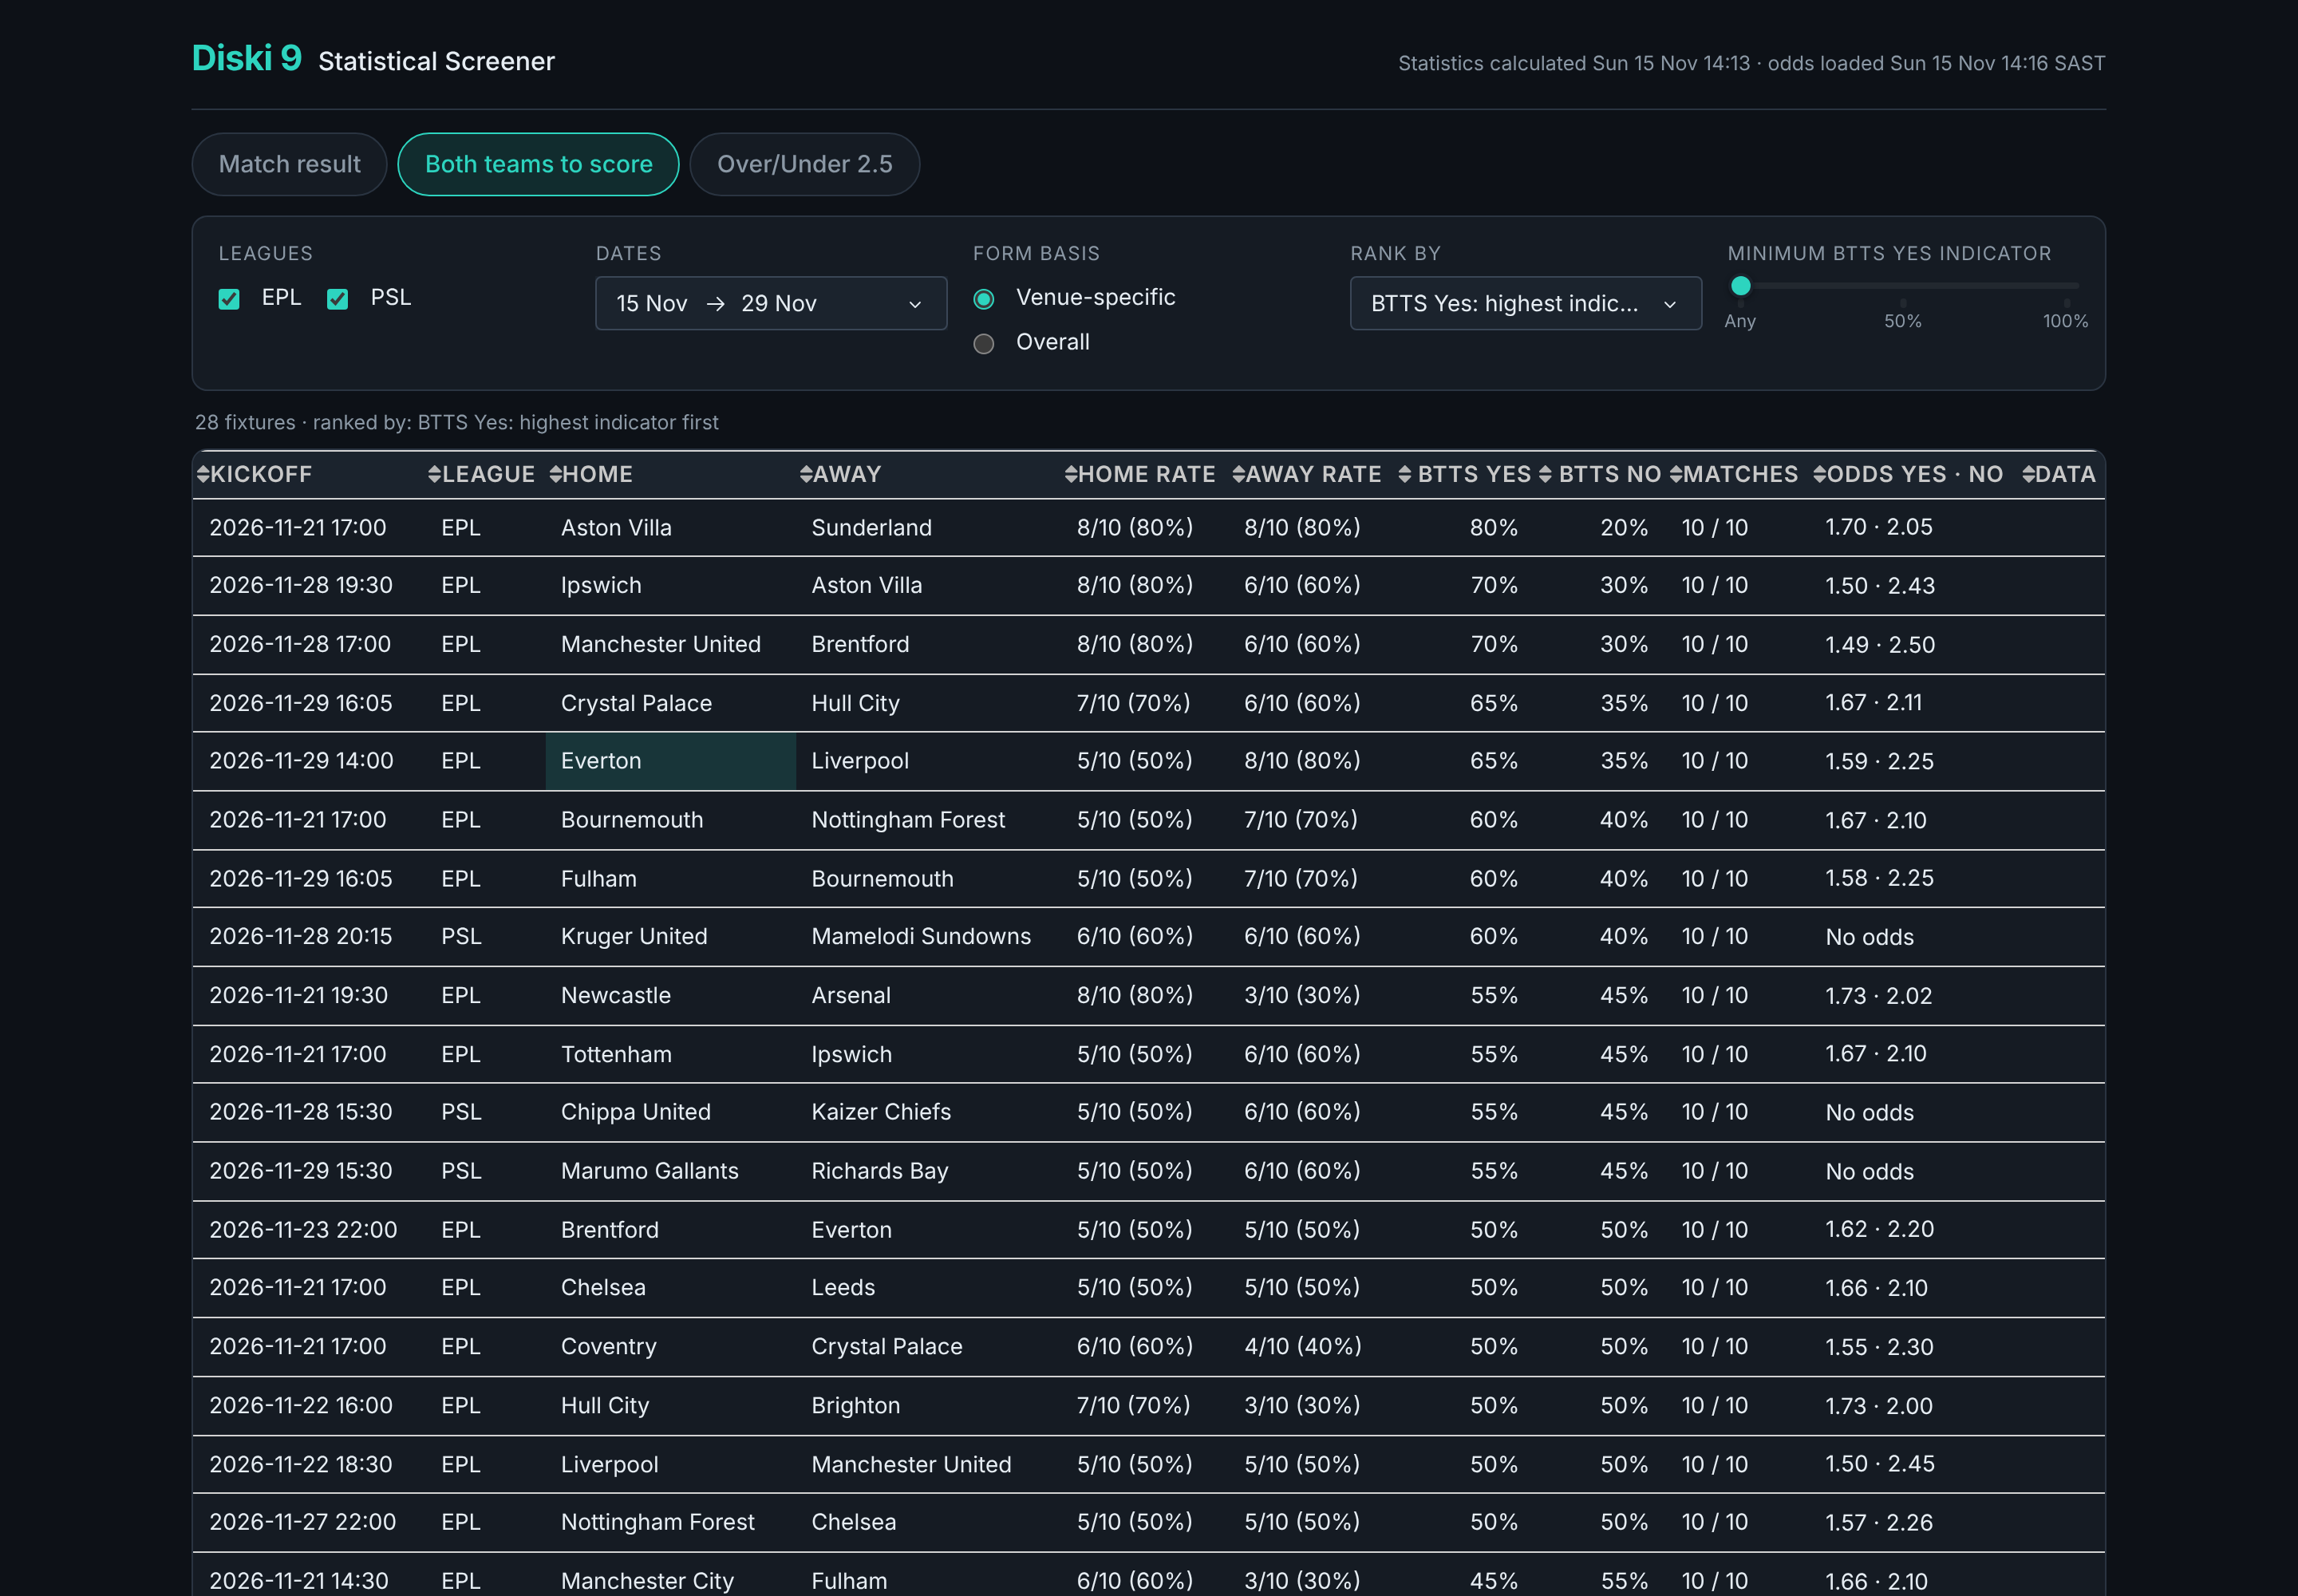 Diski 9 Statistical Screener
Statistics calculated Sun 15 Nov 14:13 · odds loaded Sun 15 Nov 14:16 SAST
Match result Both teams to score Over/Under 2.5
LEAGUES DATES FORM BASIS RANK BY MINIMUM BTTS YES INDICATOR
EPL PSL 15 Nov → 29 Nov Venue-specific BTTS Yes: highest indic...
Any 50% 100%
Overall
28 fixtures · ranked by: BTTS Yes: highest indicator first
KICKOFF LEAGUE HOME AWAY HOME RATE AWAY RATE BTTS YES BTTS NO MATCHES ODDS YES · NO DATA
2026-11-21 17:00 EPL Aston Villa Sunderland 8/10 (80%) 8/10 (80%) 80% 20% 10 / 10 1.70 · 2.05
2026-11-28 19:30 EPL Ipswich Aston Villa 8/10 (80%) 6/10 (60%) 70% 30% 10 / 10 1.50 · 2.43
2026-11-28 17:00 EPL Manchester United Brentford 8/10 (80%) 6/10 (60%) 70% 30% 10 / 10 1.49 · 2.50
2026-11-29 16:05 EPL Crystal Palace Hull City 7/10 (70%) 6/10 (60%) 65% 35% 10 / 10 1.67 · 2.11
2026-11-29 14:00 EPL Everton Liverpool 5/10 (50%) 8/10 (80%) 65% 35% 10 / 10 1.59 · 2.25
2026-11-21 17:00 EPL Bournemouth Nottingham Forest 5/10 (50%) 7/10 (70%) 60% 40% 10 / 10 1.67 · 2.10
2026-11-29 16:05 EPL Fulham Bournemouth 5/10 (50%) 7/10 (70%) 60% 40% 10 / 10 1.58 · 2.25
2026-11-28 20:15 PSL Kruger United Mamelodi Sundowns 6/10 (60%) 6/10 (60%) 60% 40% 10 / 10 No odds
2026-11-21 19:30 EPL Newcastle Arsenal 8/10 (80%) 3/10 (30%) 55% 45% 10 / 10 1.73 · 2.02
2026-11-21 17:00 EPL Tottenham Ipswich 5/10 (50%) 6/10 (60%) 55% 45% 10 / 10 1.67 · 2.10
2026-11-28 15:30 PSL Chippa United Kaizer Chiefs 5/10 (50%) 6/10 (60%) 55% 45% 10 / 10 No odds
2026-11-29 15:30 PSL Marumo Gallants Richards Bay 5/10 (50%) 6/10 (60%) 55% 45% 10 / 10 No odds
2026-11-23 22:00 EPL Brentford Everton 5/10 (50%) 5/10 (50%) 50% 50% 10 / 10 1.62 · 2.20
2026-11-21 17:00 EPL Chelsea Leeds 5/10 (50%) 5/10 (50%) 50% 50% 10 / 10 1.66 · 2.10
2026-11-21 17:00 EPL Coventry Crystal Palace 6/10 (60%) 4/10 (40%) 50% 50% 10 / 10 1.55 · 2.30
2026-11-22 16:00 EPL Hull City Brighton 7/10 (70%) 3/10 (30%) 50% 50% 10 / 10 1.73 · 2.00
2026-11-22 18:30 EPL Liverpool Manchester United 5/10 (50%) 5/10 (50%) 50% 50% 10 / 10 1.50 · 2.45
2026-11-27 22:00 EPL Nottingham Forest Chelsea 5/10 (50%) 5/10 (50%) 50% 50% 10 / 10 1.57 · 2.26
2026-11-21 14:30 EPL Manchester City Fulham 6/10 (60%) 3/10 (30%) 45% 55% 10 / 10 1.66 · 2.10